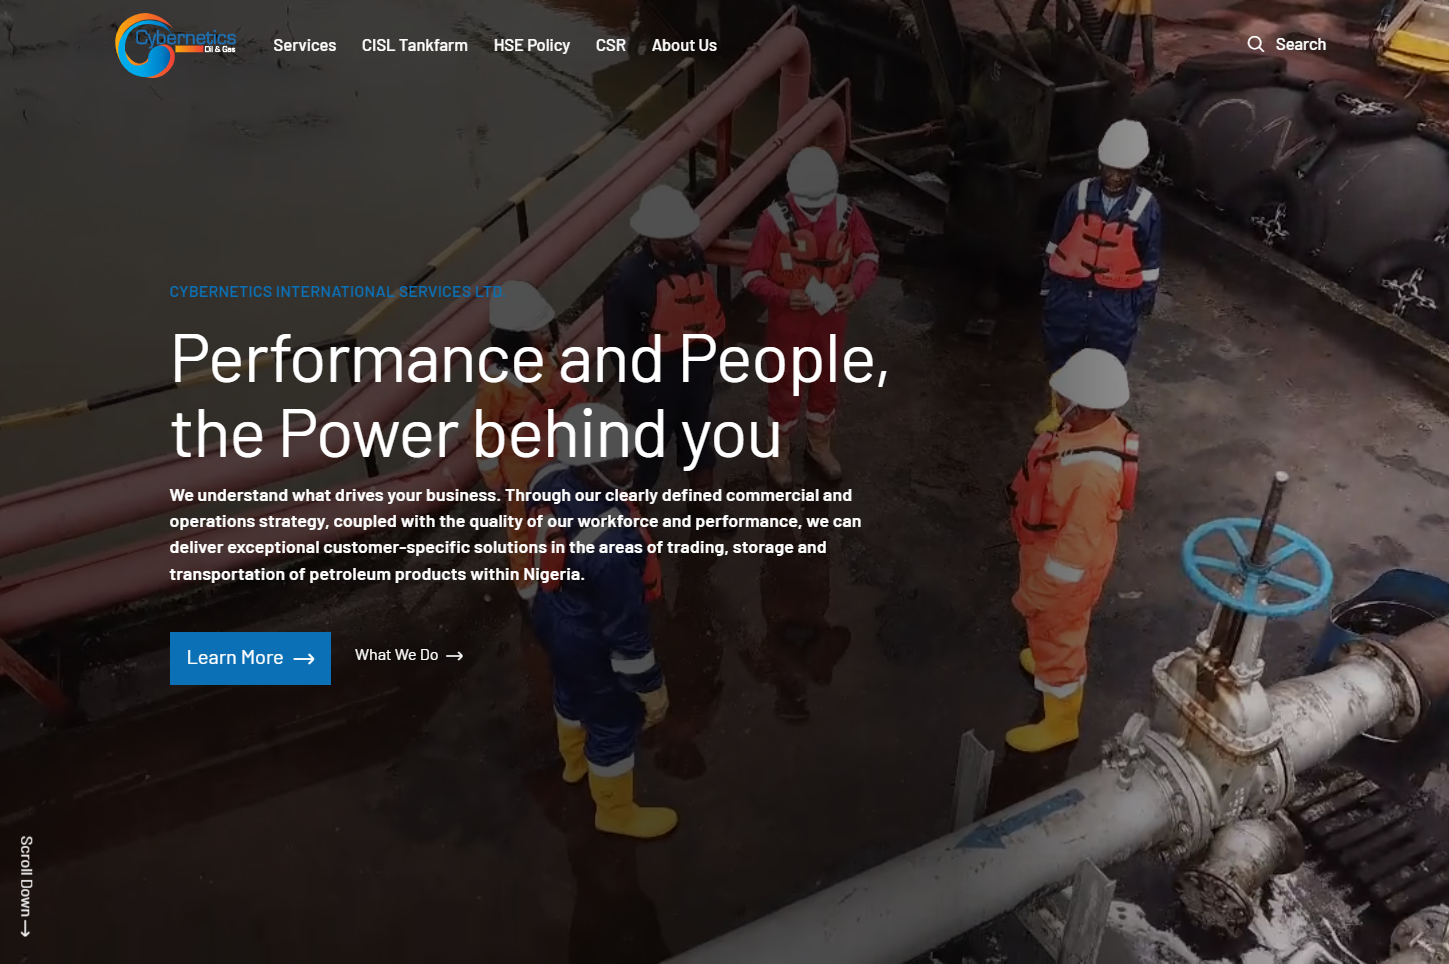 Cybernetics
Oil & Gas
Services
CISL Tankfarm
HSE Policy
CSR
About Us
Search
CYBERNETICS INTERNATIONAL SERVICES LTD
Performance and People,
the Power behind you
We understand what drives your business. Through our clearly defined commercial and
operations strategy, coupled with the quality of our workforce and performance, we can
deliver exceptional customer-specific solutions in the areas of trading, storage and
transportation of petroleum products within Nigeria.
Learn More
What We Do
Scroll Down